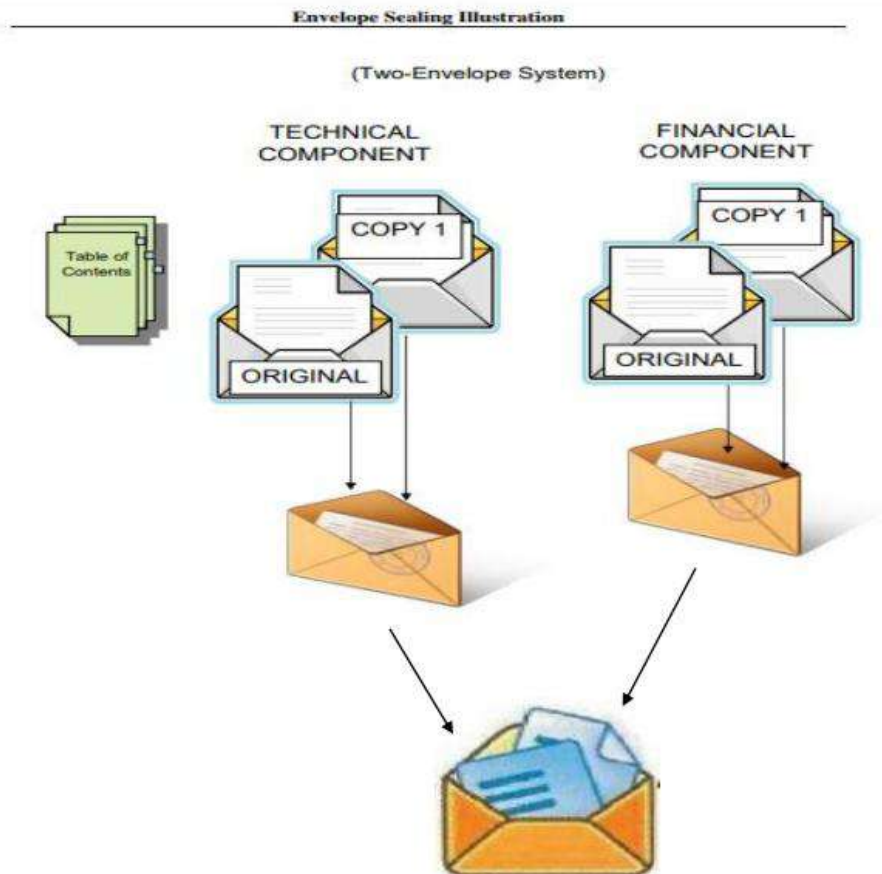 Envelope Sealing Illustration
(Two-Envelope System)
TECHNICAL
COMPONENT
FINANCIAL
COMPONENT
Table of
Contents
COPY 1
ORIGINAL
COPY 1
ORIGINAL